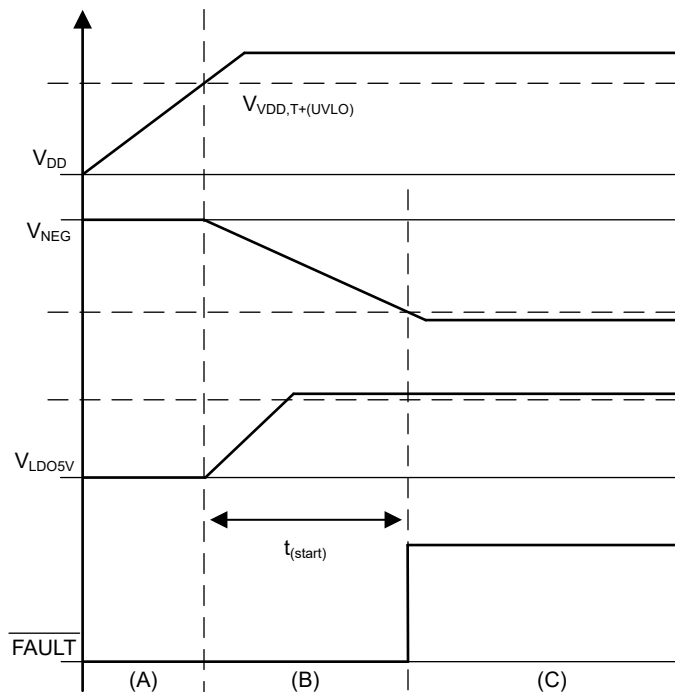 V_VDD,T+(UVLO)
V_DD
V_NEG
V_LDO5V
t_(start)
FAULT
(A) (B) (C)